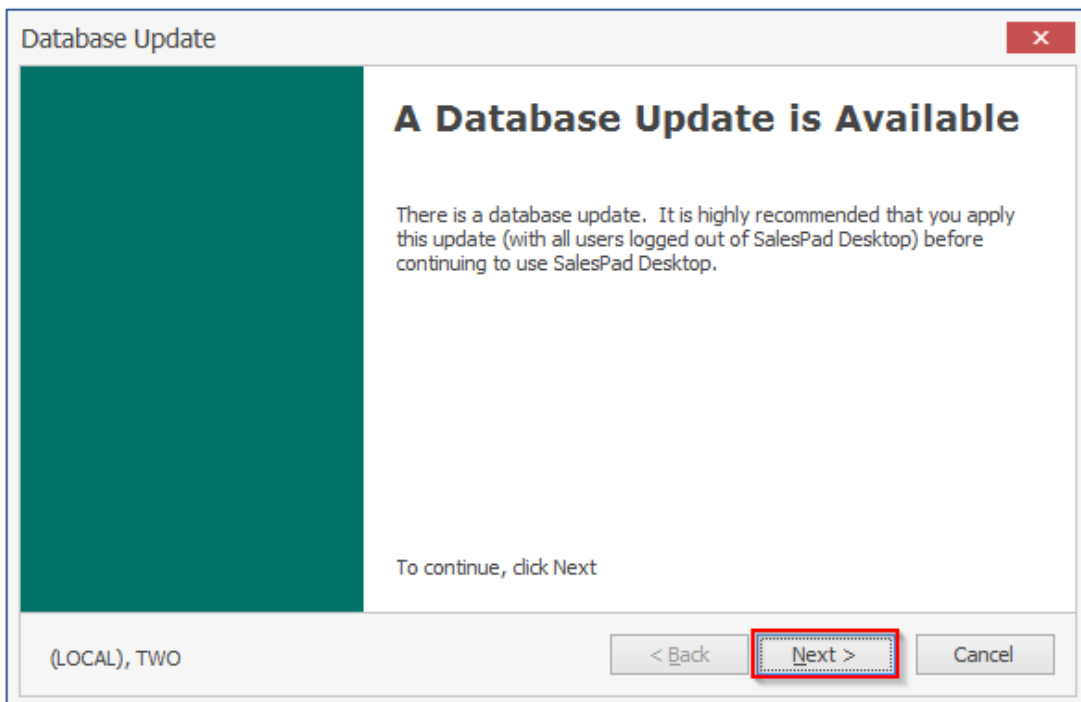 Database Update
A Database Update is Available
There is a database update.  It is highly recommended that you apply
this update (with all users logged out of SalesPad Desktop) before
continuing to use SalesPad Desktop.
To continue, click Next
(LOCAL), TWO
< Back
Next >
Cancel